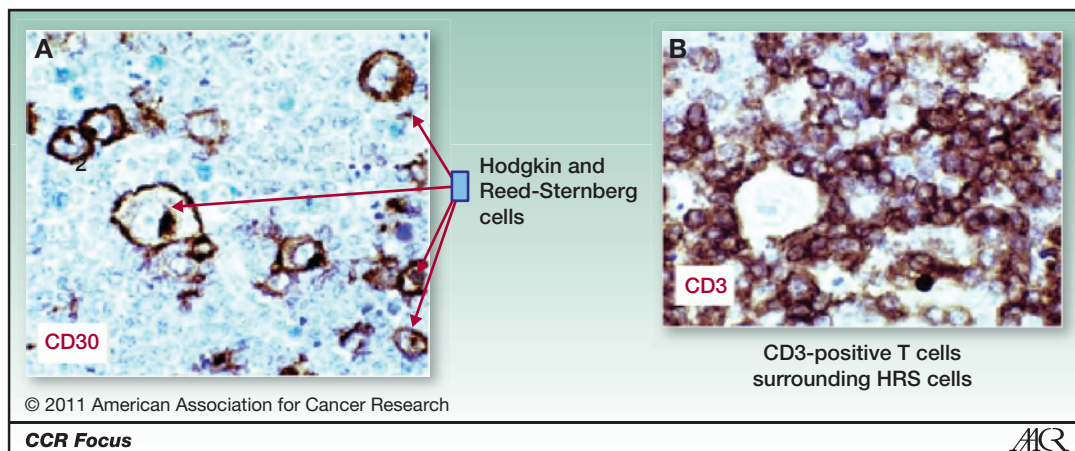 A
2
CD30
Hodgkin and
Reed-Sternberg
cells
B
CD3
CD3-positive T cells
surrounding HRS cells
© 2011 American Association for Cancer Research
CCR Focus
AACR